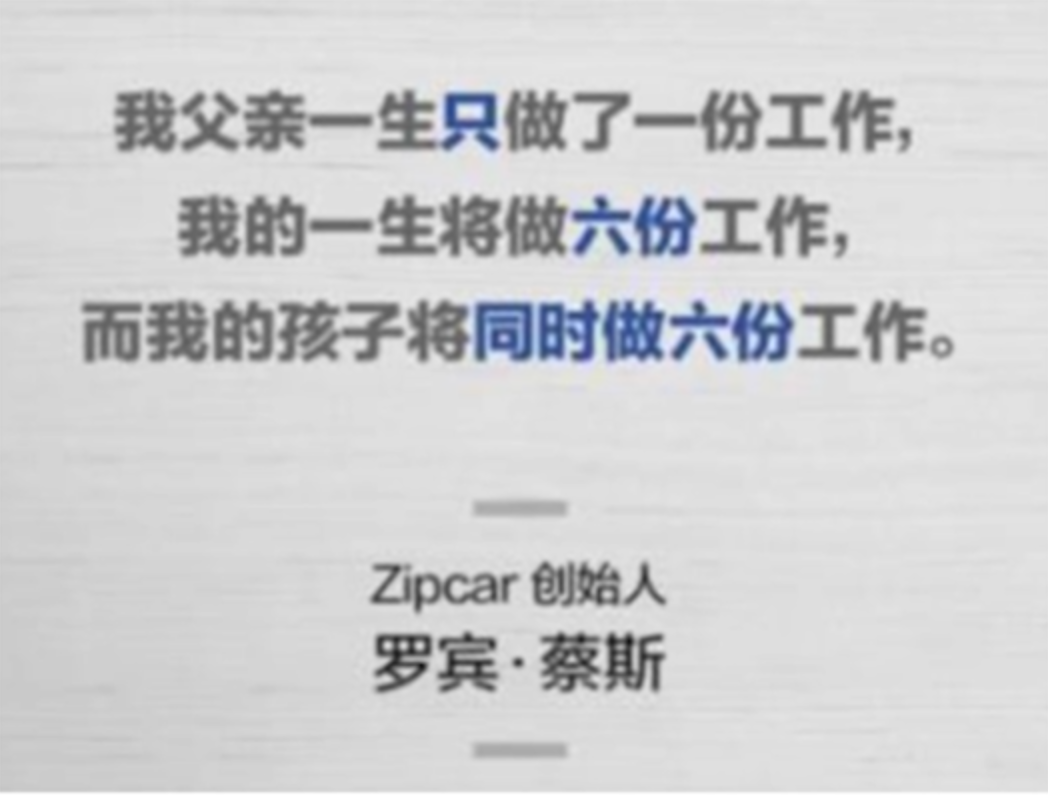 我父亲一生只做了一份工作,
我的一生将做六份工作,
而我的孩子将同时做六份工作。
Zipcar 创始人
罗宾·蔡斯